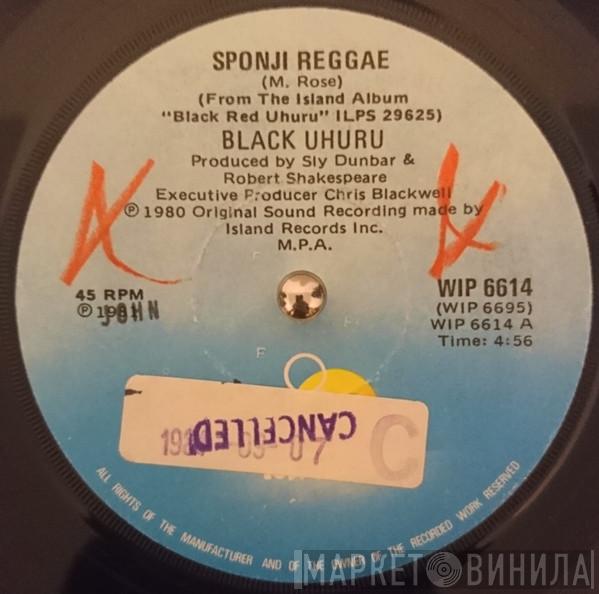 SPONJI REGGAE
(M. Rose)
(From The Island Album
"Black Red Uhuru" ILPS 29625)
BLACK UHURU
Produced by Sly Dunbar &
Robert Shakespeare
Executive Producer Chris Blackwell
℗ 1980 Original Sound Recording made by
Island Records Inc.
M.P.A.
45 RPM
℗ 1981
JOHN
WIP 6614
(WIP 6695)
WIP 6614 A
Time: 4:56
CANCELLED
C
ALL RIGHTS OF THE MANUFACTURER AND OF THE OWNER OF THE RECORDED WORK RESERVED
МАРКЕТ ВИНИЛА